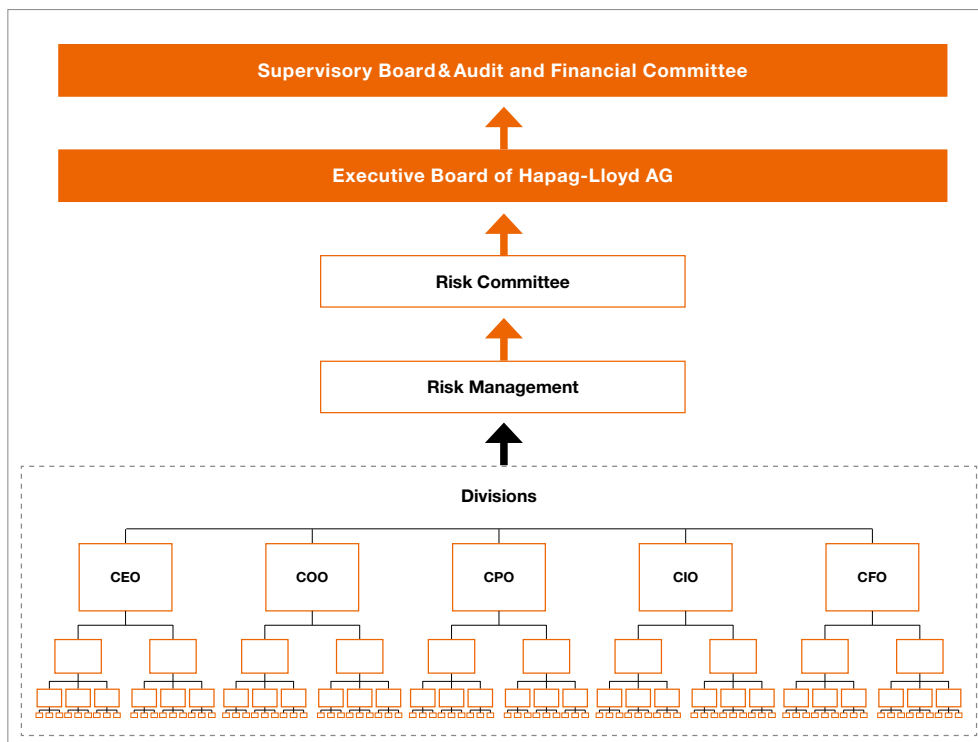 Supervisory Board & Audit and Financial Committee
Executive Board of Hapag-Lloyd AG
Risk Committee
Risk Management
Divisions
CEO COO CPO CIO CFO